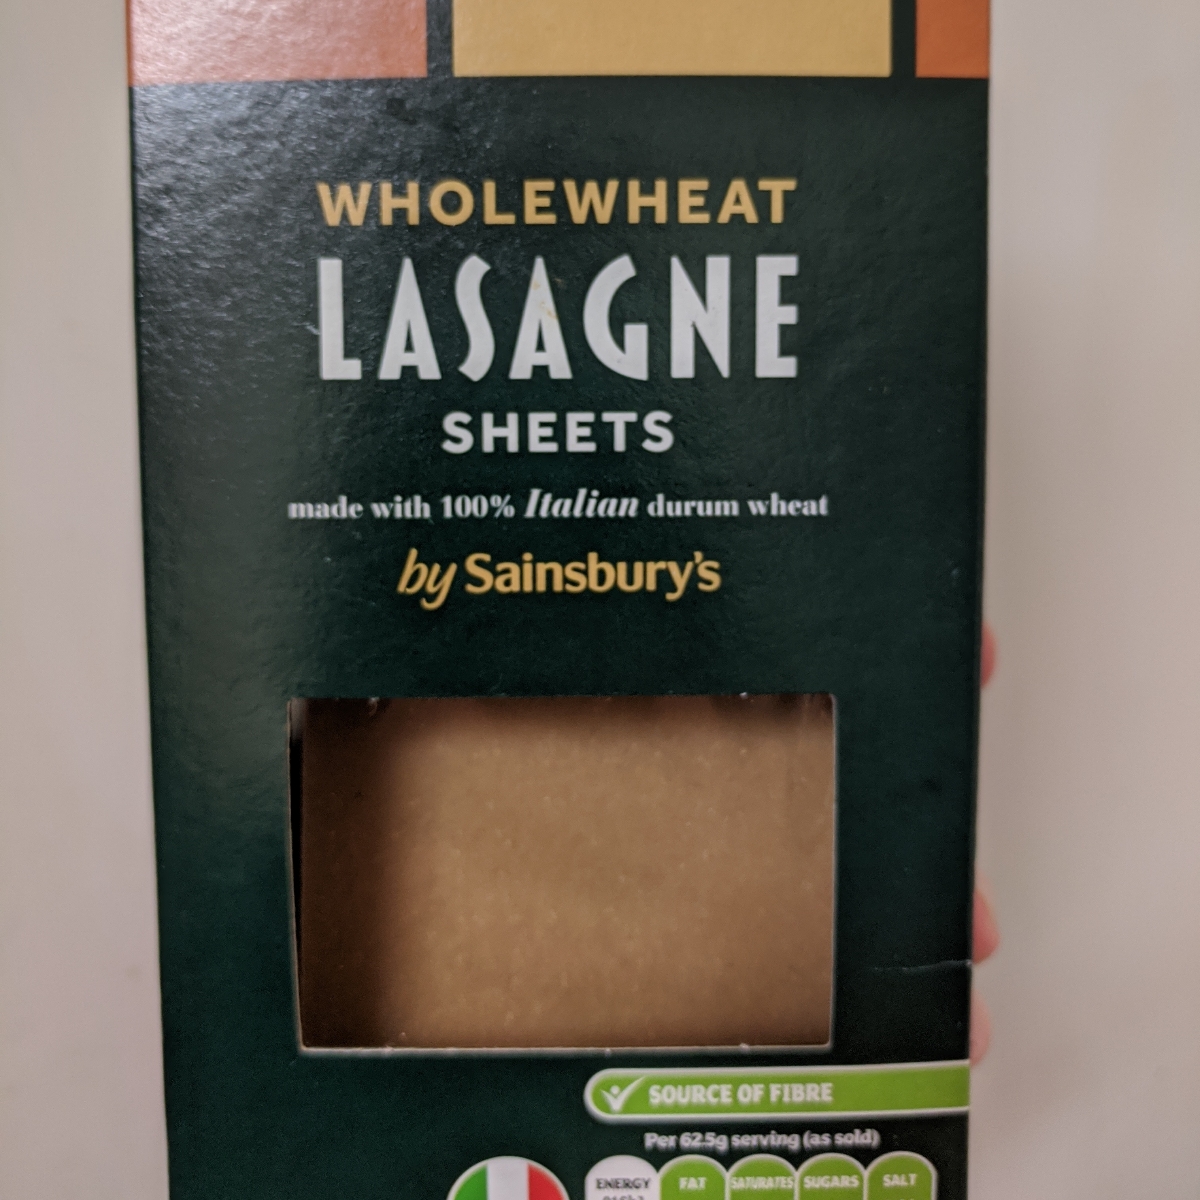 WHOLEWHEAT
LASAGNE
SHEETS
made with 100% Italian durum wheat
by Sainsbury's
SOURCE OF FIBRE
Per 62.5g serving (as sold)
ENERGY FAT SATURATES SUGARS SALT